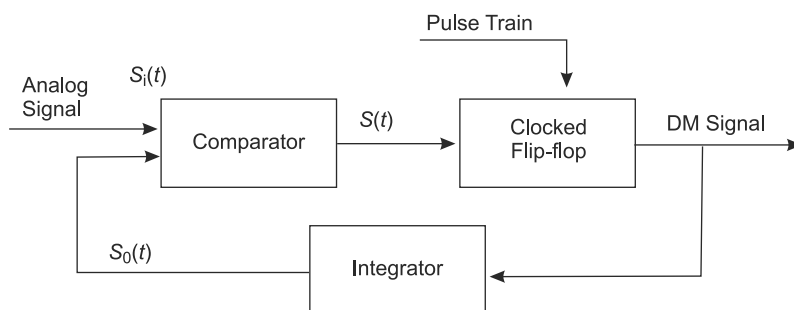 Pulse Train
Analog
Signal
Sᵢ(t)
Comparator
S(t)
Clocked
Flip-flop
DM Signal
S₀(t)
Integrator